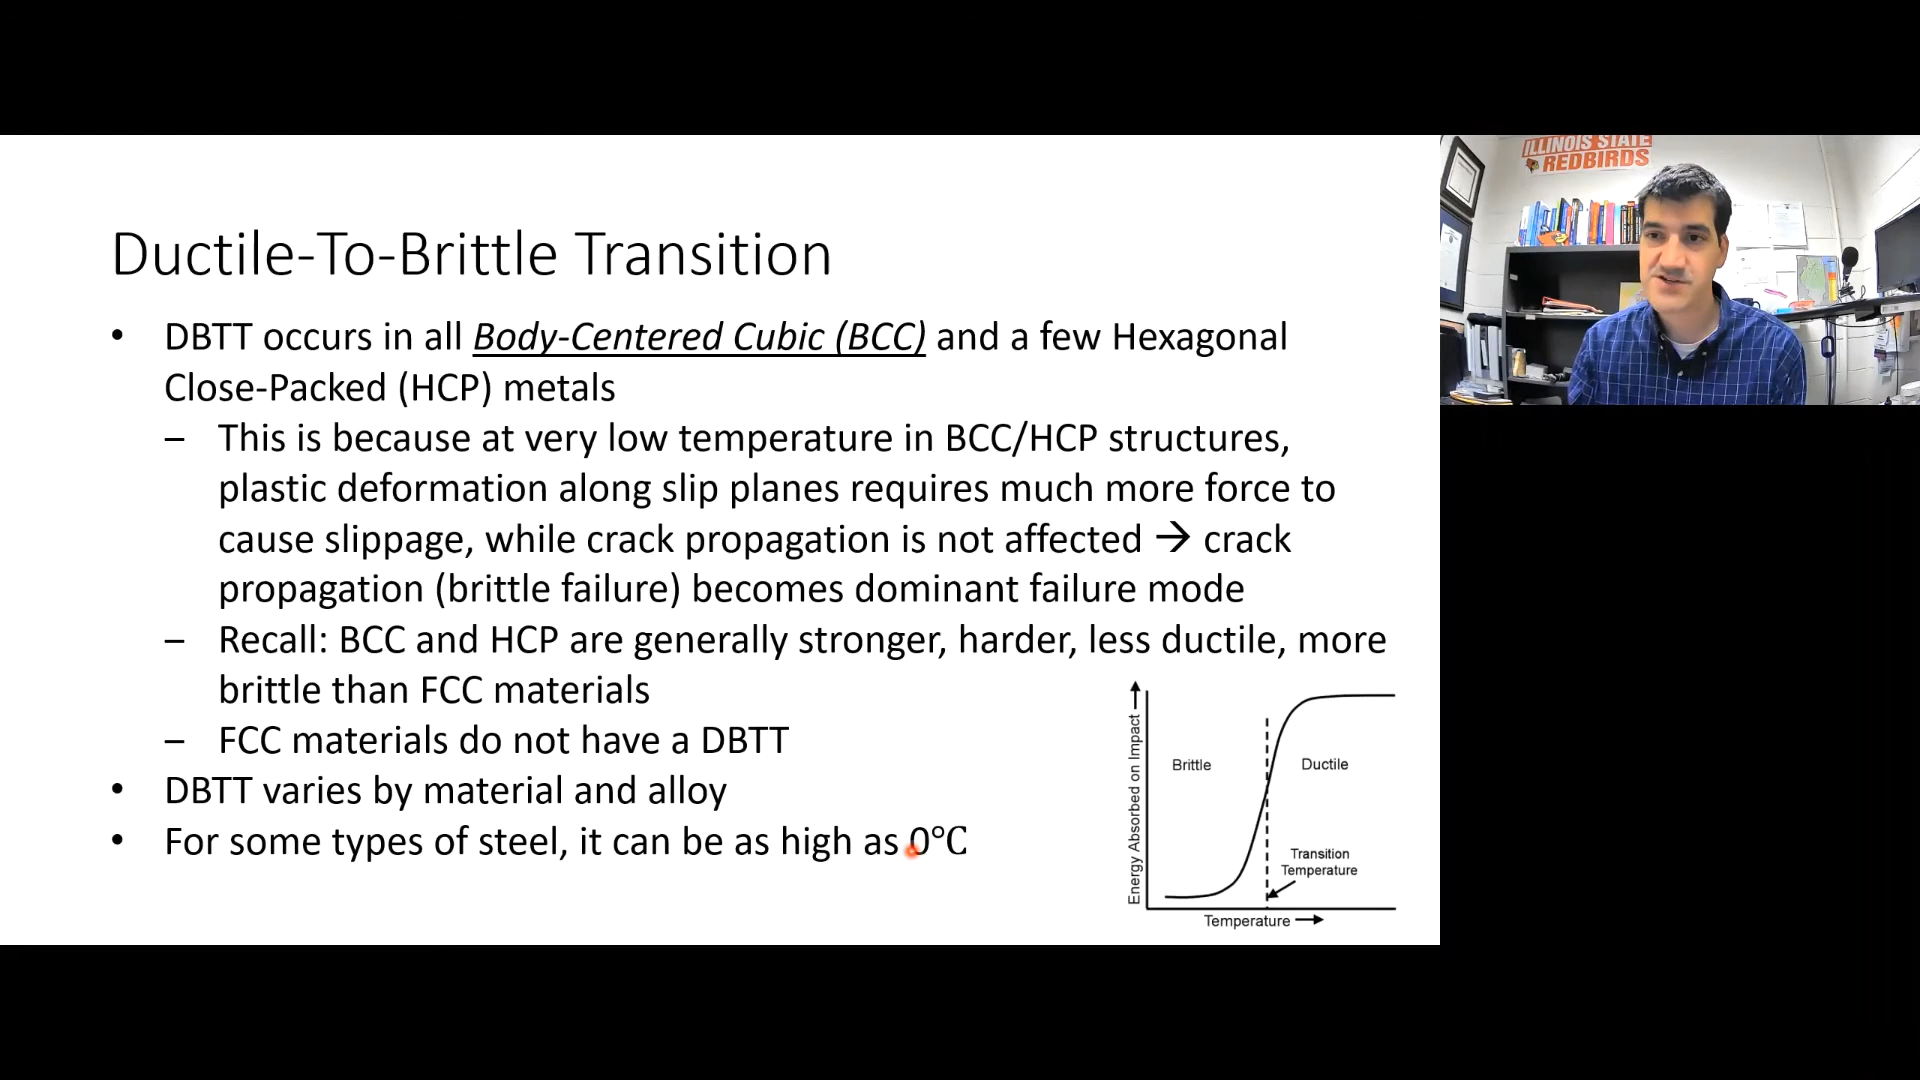 ILLINOIS STATE
REDBIRDS
Ductile-To-Brittle Transition
• DBTT occurs in all Body-Centered Cubic (BCC) and a few Hexagonal
Close-Packed (HCP) metals
– This is because at very low temperature in BCC/HCP structures,
plastic deformation along slip planes requires much more force to
cause slippage, while crack propagation is not affected → crack
propagation (brittle failure) becomes dominant failure mode
– Recall: BCC and HCP are generally stronger, harder, less ductile, more
brittle than FCC materials
– FCC materials do not have a DBTT
• DBTT varies by material and alloy
• For some types of steel, it can be as high as 0°C
Energy Absorbed on Impact
Brittle
Ductile
Transition
Temperature
Temperature